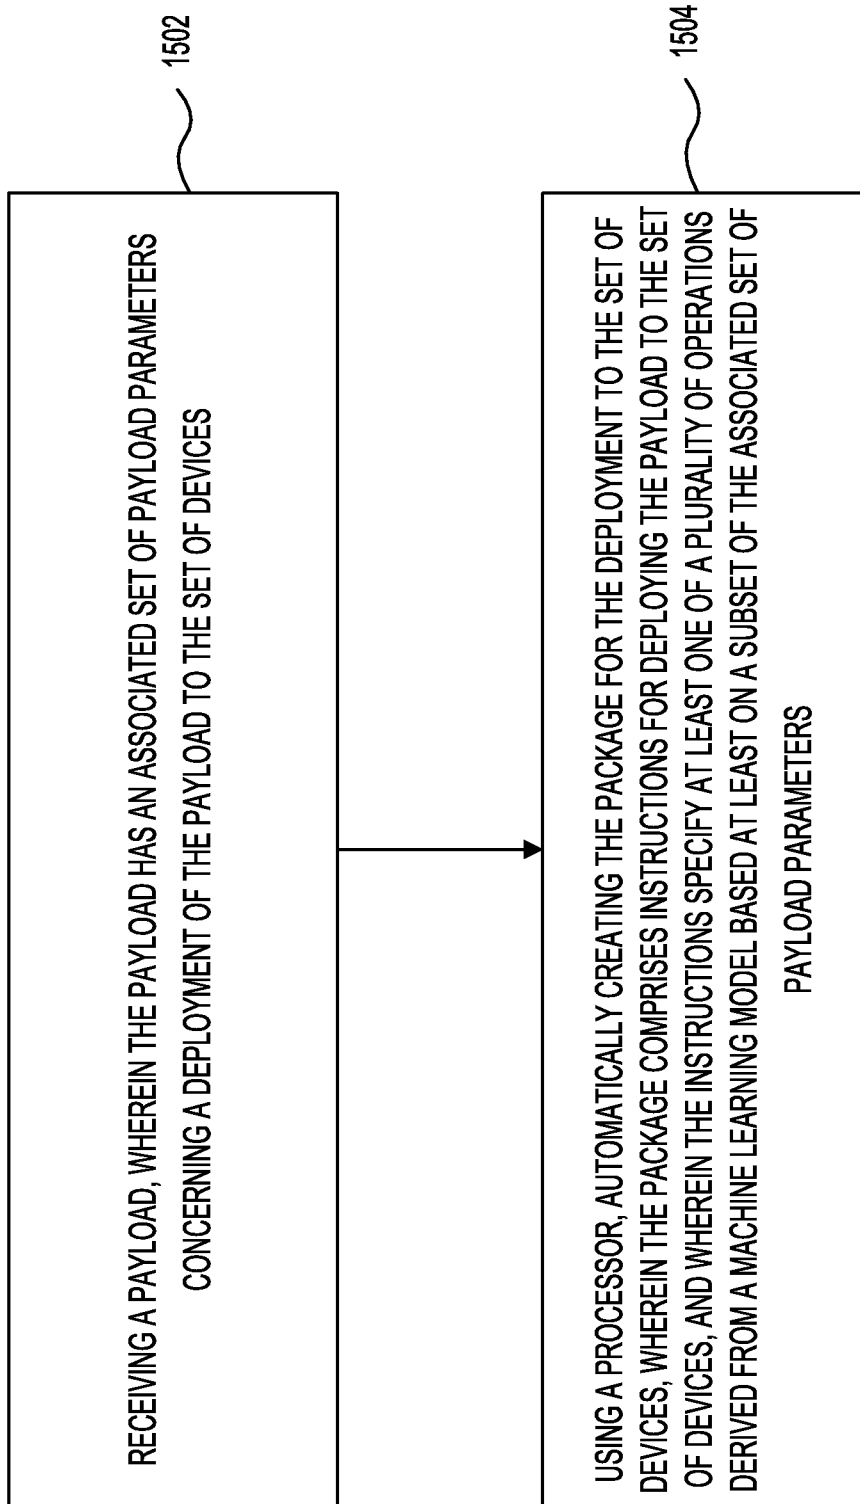 RECEIVING A PAYLOAD, WHEREIN THE PAYLOAD HAS AN ASSOCIATED SET OF PAYLOAD PARAMETERS
CONCERNING A DEPLOYMENT OF THE PAYLOAD TO THE SET OF DEVICES
1502
USING A PROCESSOR, AUTOMATICALLY CREATING THE PACKAGE FOR THE DEPLOYMENT TO THE SET OF
DEVICES, WHEREIN THE PACKAGE COMPRISES INSTRUCTIONS FOR DEPLOYING THE PAYLOAD TO THE SET
OF DEVICES, AND WHEREIN THE INSTRUCTIONS SPECIFY AT LEAST ONE OF A PLURALITY OF OPERATIONS
DERIVED FROM A MACHINE LEARNING MODEL BASED AT LEAST ON A SUBSET OF THE ASSOCIATED SET OF
PAYLOAD PARAMETERS
1504